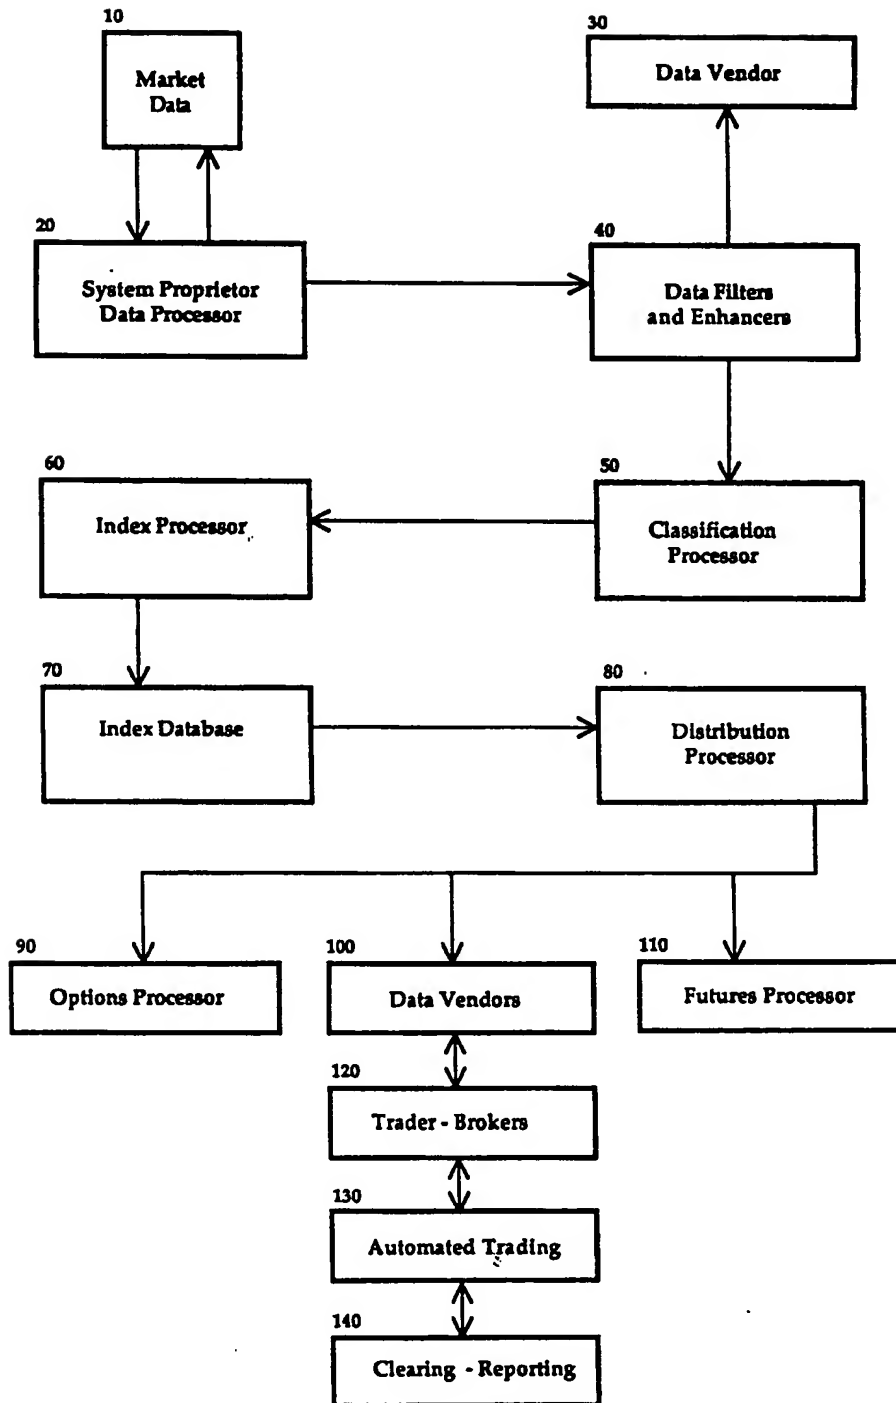 10
Market
Data
30
Data Vendor
20
System Proprietor
Data Processor
40
Data Filters
and Enhancers
60
Index Processor
50
Classification
Processor
70
Index Database
80
Distribution
Processor
90
Options Processor
100
Data Vendors
110
Futures Processor
120
Trader - Brokers
130
Automated Trading
140
Clearing - Reporting